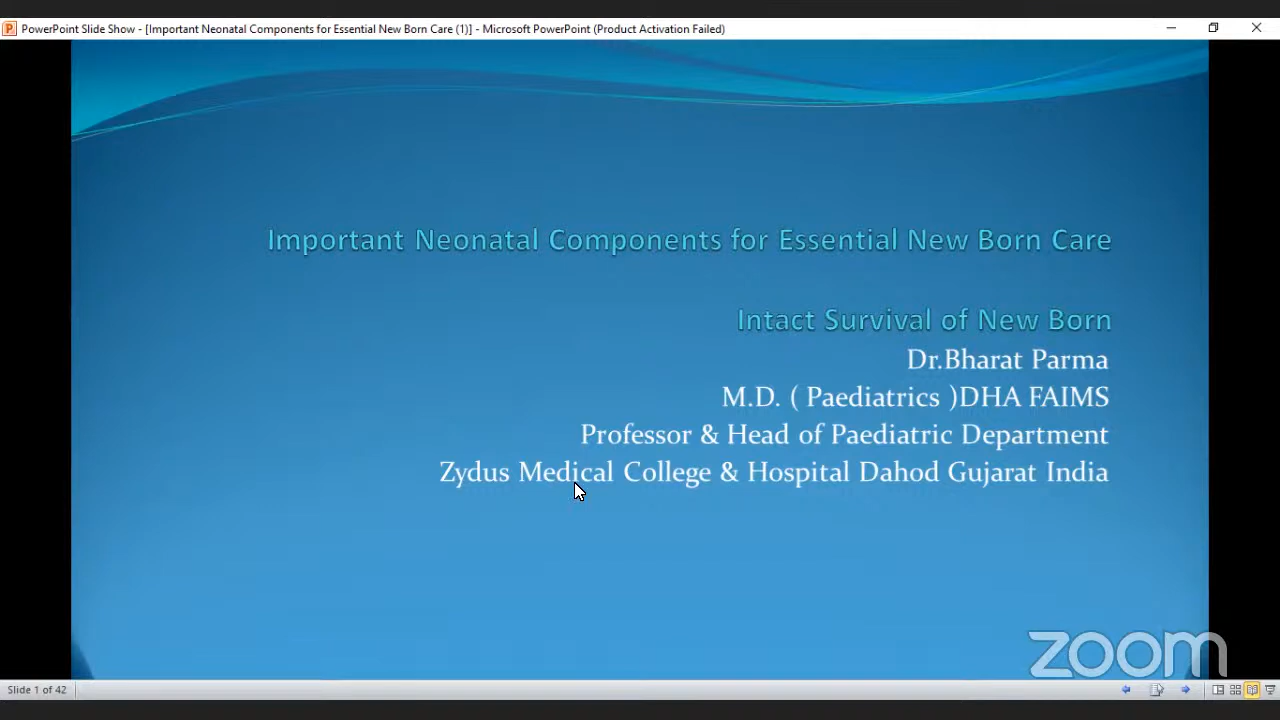 PowerPoint Slide Show - [Important Neonatal Components for Essential New Born Care (1)] - Microsoft PowerPoint (Product Activation Failed)
Important Neonatal Components for Essential New Born Care
Intact Survival of New Born
Dr.Bharat Parma
M.D. ( Paediatrics )DHA FAIMS
Professor & Head of Paediatric Department
Zydus Medical College & Hospital Dahod Gujarat India
zoom
Slide 1 of 42